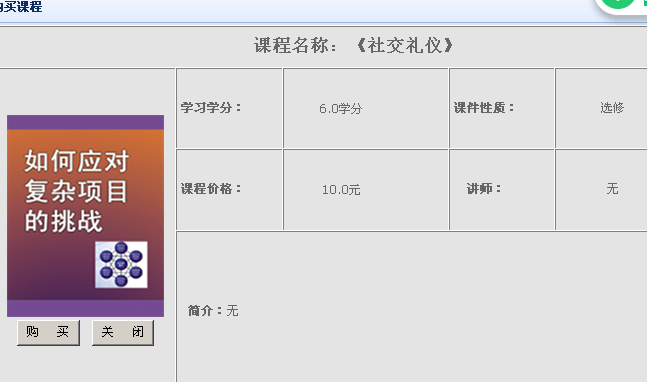 购买课程
课程名称：《社交礼仪》
如何应对
复杂项目
的挑战
学习学分：
6.0学分
课件性质：
选修
课程价格：
10.0元
讲师：
无
简介：无
购 买
关 闭